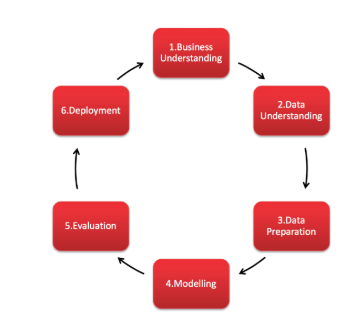 1.Business
Understanding
2.Data
Understanding
3.Data
Preparation
4.Modelling
5.Evaluation
6.Deployment